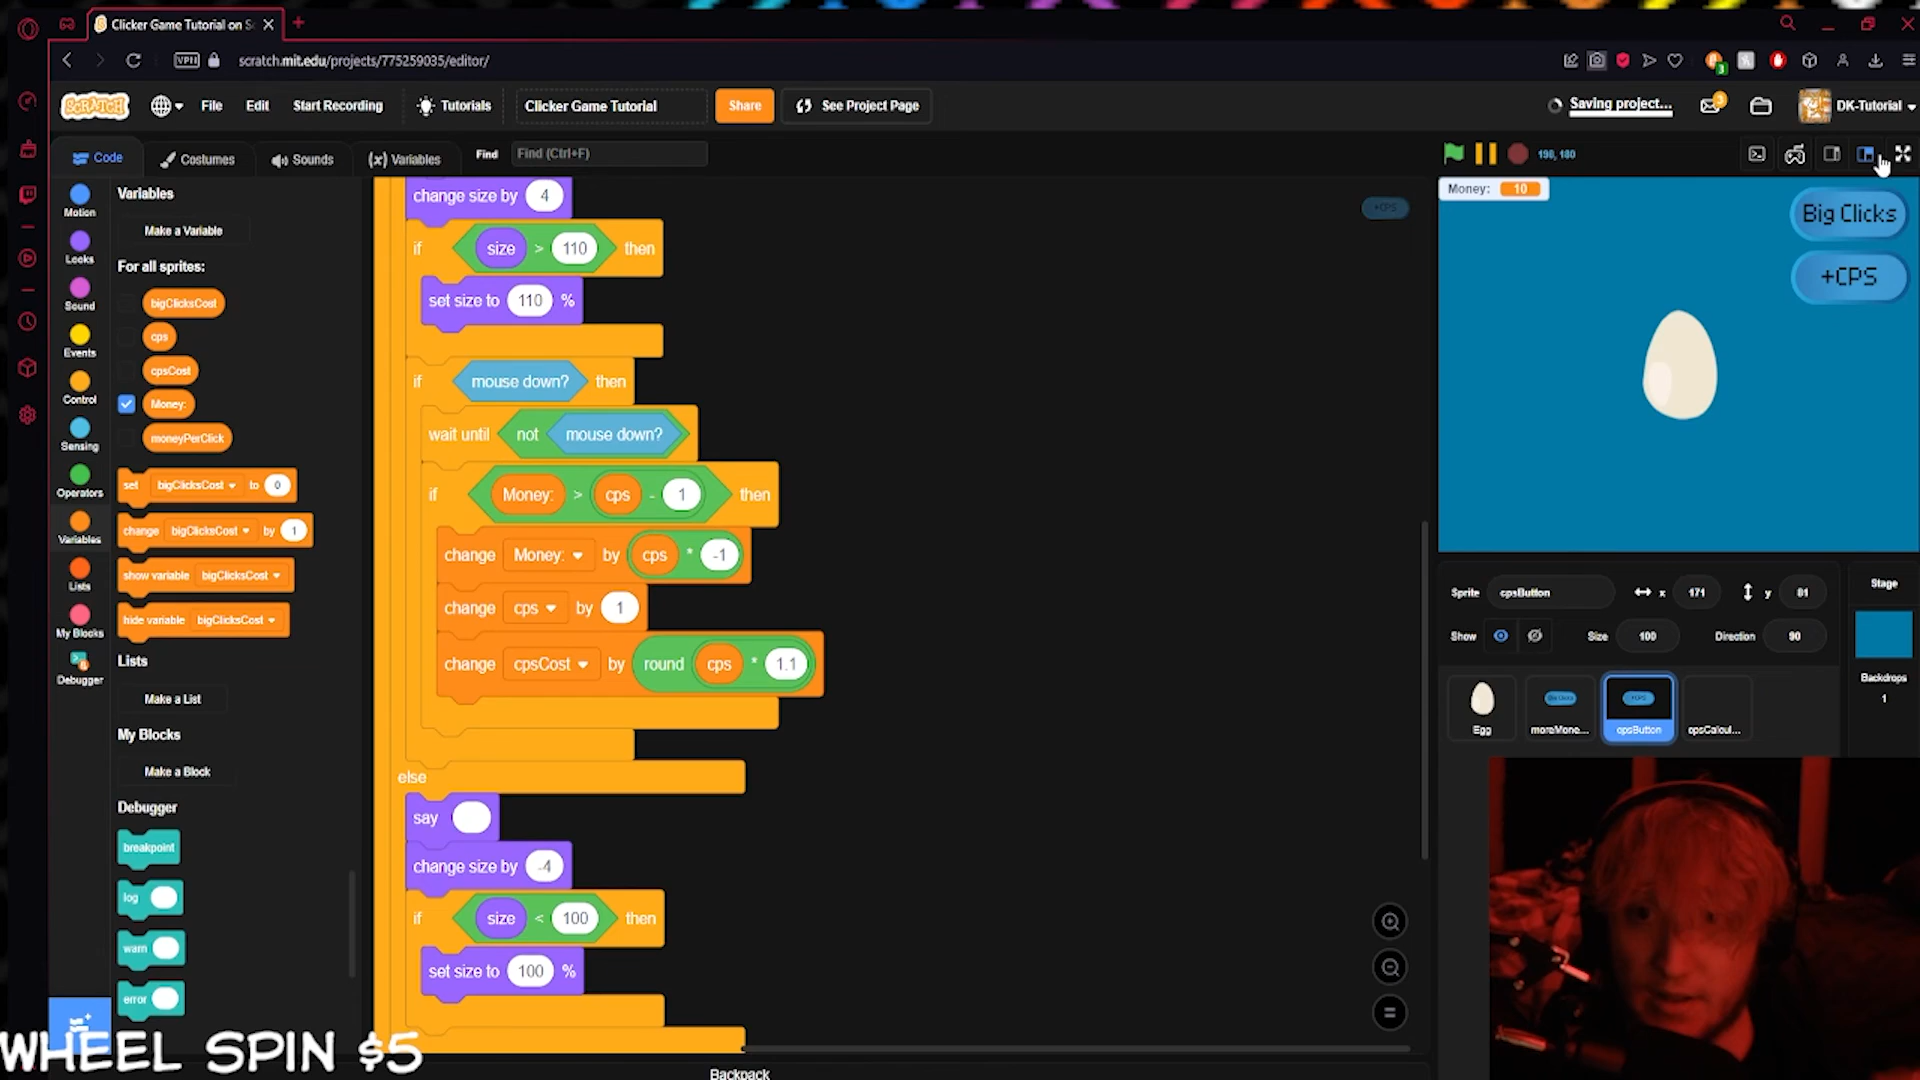 Clicker Game Tutorial on S
VPN
scratch.mit.edu/projects/775259035/editor/
3
SCRATCH
File
Edit
Start Recording
Tutorials
Clicker Game Tutorial
Share
See Project Page
Saving project...
3
DK-Tutorial
Code
Costumes
Sounds
(x) Variables
Find
Find (Ctrl+F)
198, 180
Motion
Looks
Sound
Events
Control
Sensing
Operators
Variables
Lists
My Blocks
Debugger
Variables
Make a Variable
For all sprites:
bigClicksCost
cps
cpsCost
Money:
moneyPerClick
set bigClicksCost to 0
change bigClicksCost by 1
show variable bigClicksCost
hide variable bigClicksCost
Lists
Make a List
My Blocks
Make a Block
Debugger
breakpoint
log
warn
error
change size by 4
if size > 110 then
set size to 110 %
if mouse down? then
wait until not mouse down?
if Money: > cps - 1 then
change Money: by cps * -1
change cps by 1
change cpsCost by round cps * 1.1
else
say
change size by -4
if size < 100 then
set size to 100 %
+CPS
Money: 10
Big Clicks
+CPS
Sprite cpsButton x 171 y 81
Show Size 100 Direction 90
Egg
moreMone...
cpsButton
cpsCalcul...
Stage
Backdrops
1
Backpack
WHEEL SPIN $5